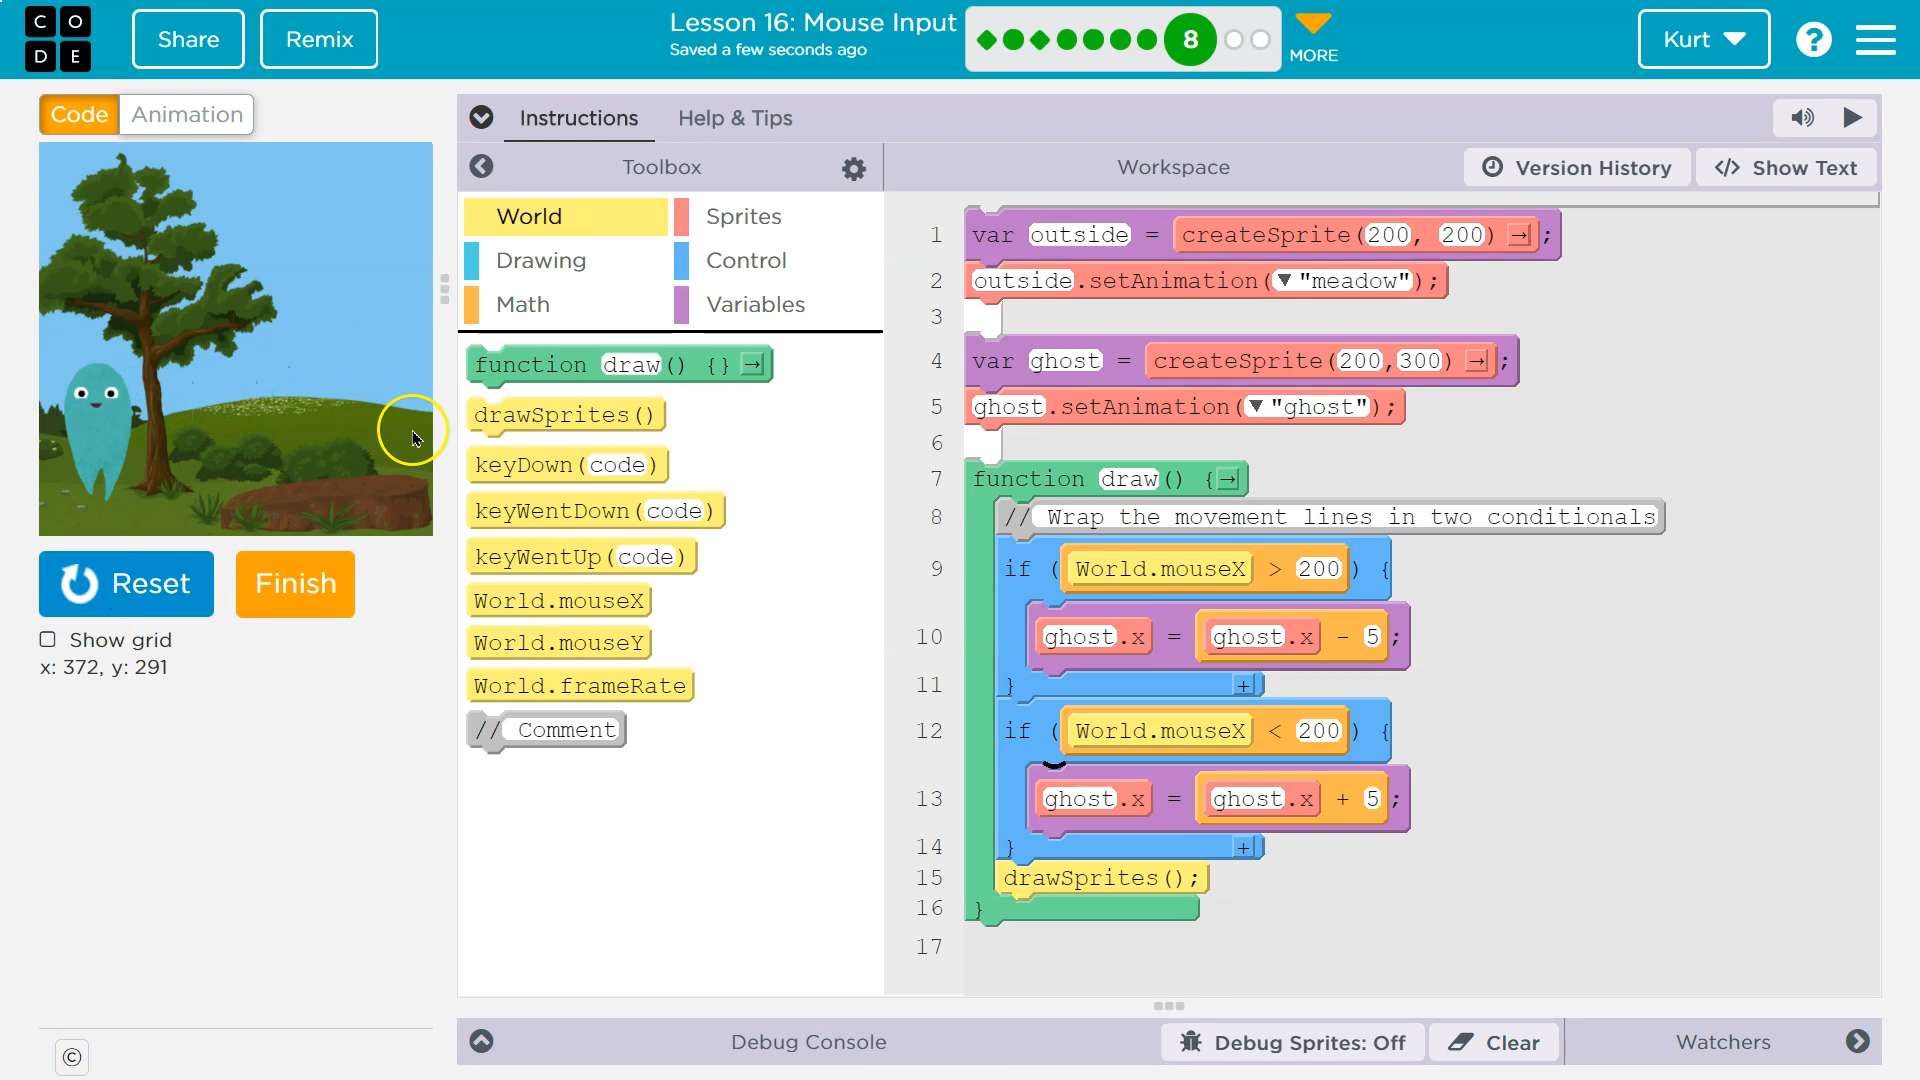 C O
D E
Share
Remix
Lesson 16: Mouse Input
Saved a few seconds ago
8
MORE
Kurt
?
Code
Animation
Instructions
Help & Tips
Toolbox
Workspace
Version History
</> Show Text
World
Sprites
Drawing
Control
Math
Variables
function draw() {} →
drawSprites()
keyDown(code)
keyWentDown(code)
keyWentUp(code)
World.mouseX
World.mouseY
World.frameRate
// Comment
1 var outside = createSprite(200, 200) → ;
2 outside.setAnimation(▼"meadow");
3
4 var ghost = createSprite(200,300) → ;
5 ghost.setAnimation(▼"ghost");
6
7 function draw() { →
8 // Wrap the movement lines in two conditionals
9 if (World.mouseX > 200) {
10 ghost.x = ghost.x - 5;
11 } +
12 if (World.mouseX < 200) {
13 ghost.x = ghost.x + 5;
14 } +
15 drawSprites();
16 }
17
Reset
Finish
Show grid
x: 372, y: 291
©
Debug Console
Debug Sprites: Off
Clear
Watchers